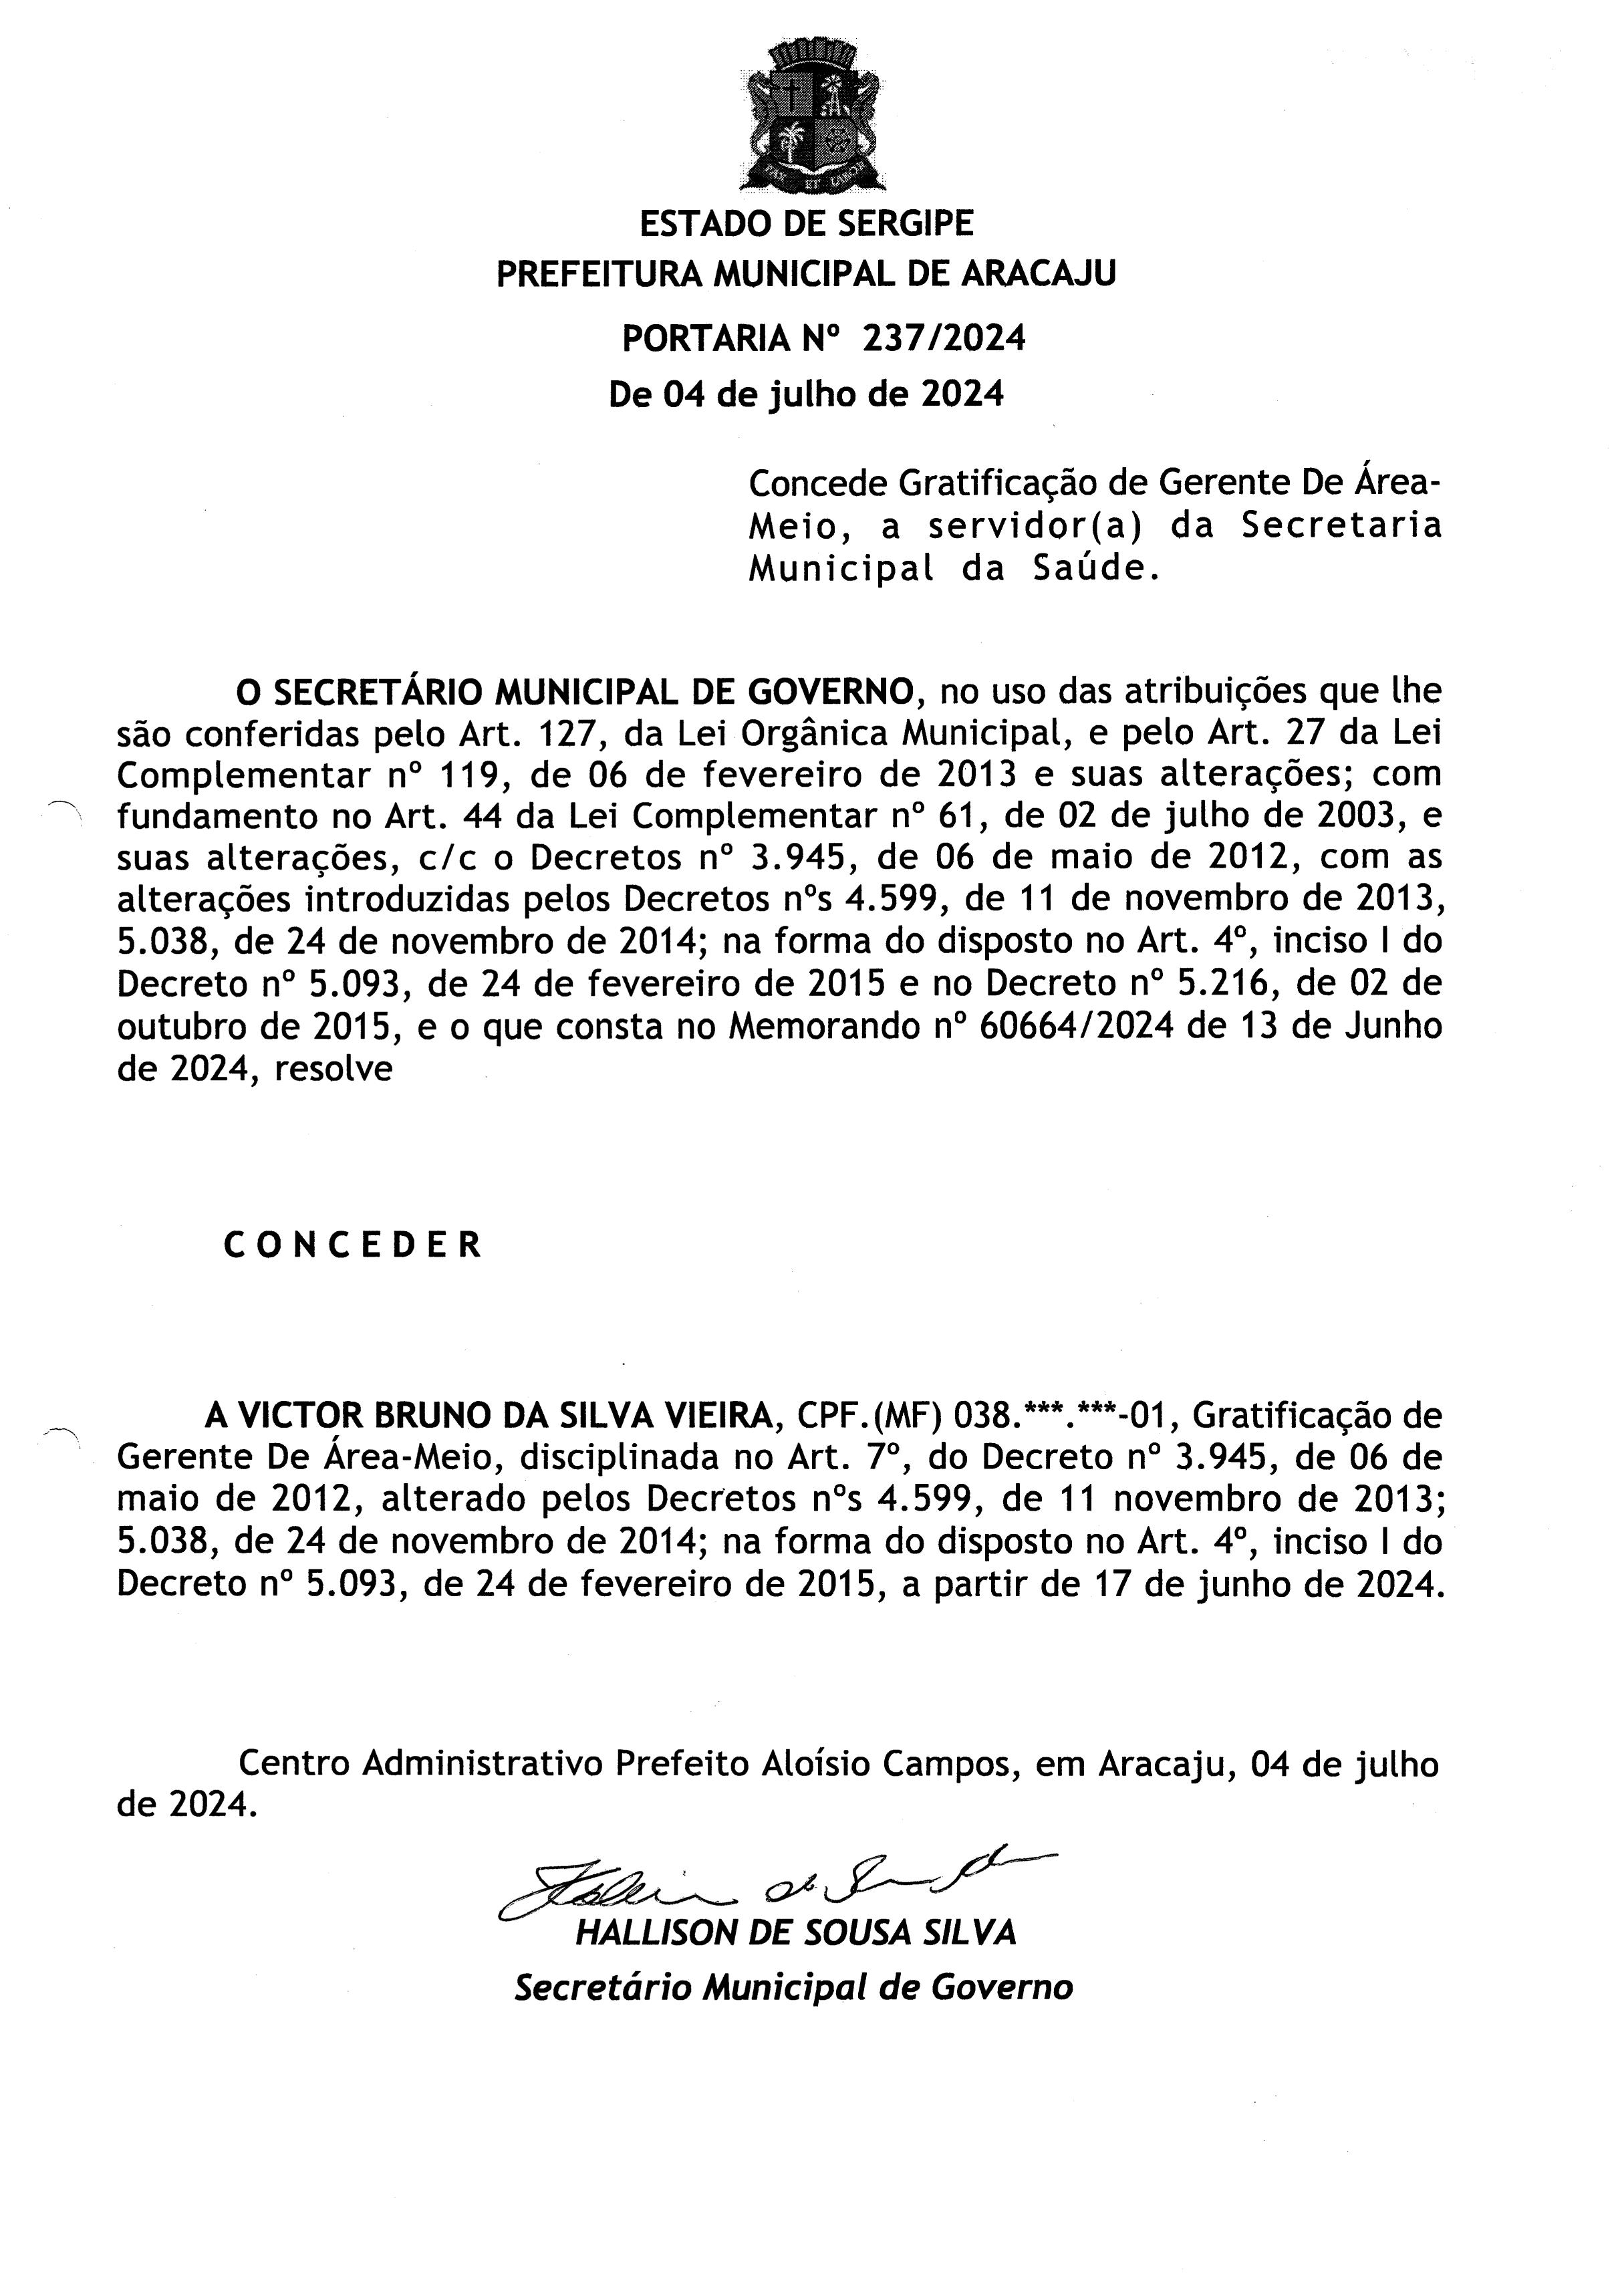 PAX ET LABOR
ESTADO DE SERGIPE
PREFEITURA MUNICIPAL DE ARACAJU
PORTARIA Nº 237/2024
De 04 de julho de 2024
Concede Gratificação de Gerente De Área-
Meio, a servidor(a) da Secretaria
Municipal da Saúde.
O SECRETÁRIO MUNICIPAL DE GOVERNO, no uso das atribuições que lhe
são conferidas pelo Art. 127, da Lei Orgânica Municipal, e pelo Art. 27 da Lei
Complementar nº 119, de 06 de fevereiro de 2013 e suas alterações; com
fundamento no Art. 44 da Lei Complementar nº 61, de 02 de julho de 2003, e
suas alterações, c/c o Decretos nº 3.945, de 06 de maio de 2012, com as
alterações introduzidas pelos Decretos nºs 4.599, de 11 de novembro de 2013,
5.038, de 24 de novembro de 2014; na forma do disposto no Art. 4º, inciso I do
Decreto nº 5.093, de 24 de fevereiro de 2015 e no Decreto nº 5.216, de 02 de
outubro de 2015, e o que consta no Memorando nº 60664/2024 de 13 de Junho
de 2024, resolve
C O N C E D E R
A VICTOR BRUNO DA SILVA VIEIRA, CPF.(MF) 038.***.***-01, Gratificação de
Gerente De Área-Meio, disciplinada no Art. 7º, do Decreto nº 3.945, de 06 de
maio de 2012, alterado pelos Decretos nºs 4.599, de 11 novembro de 2013;
5.038, de 24 de novembro de 2014; na forma do disposto no Art. 4º, inciso I do
Decreto nº 5.093, de 24 de fevereiro de 2015, a partir de 17 de junho de 2024.
Centro Administrativo Prefeito Aloísio Campos, em Aracaju, 04 de julho
de 2024.
HALLISON DE SOUSA SILVA
Secretário Municipal de Governo